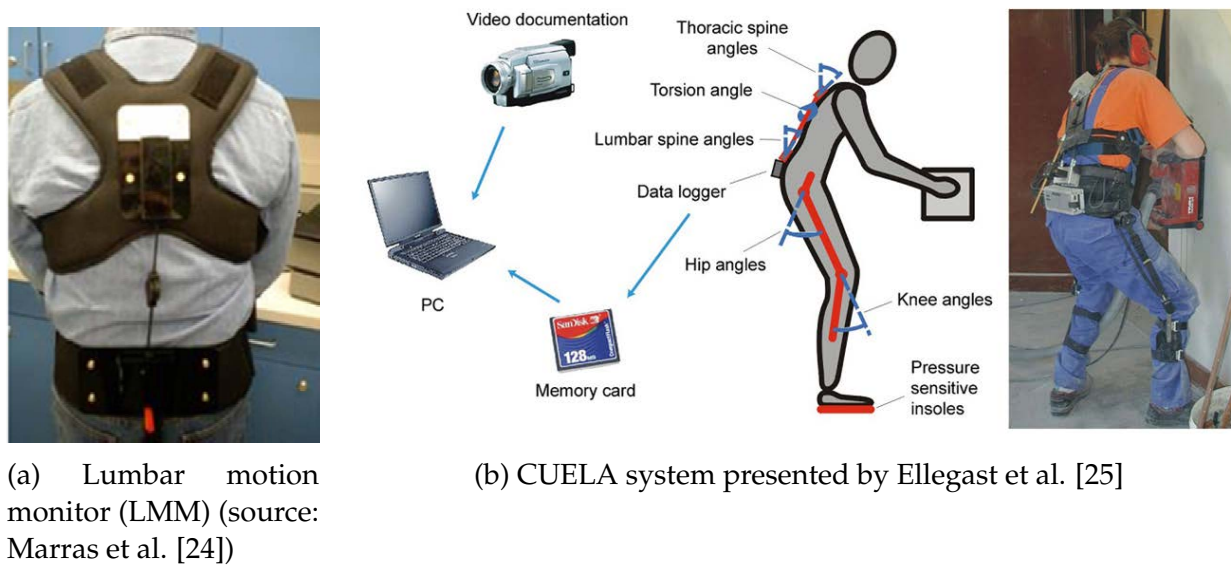 Video documentation
Thoracic spine
angles
Torsion angle
Lumbar spine angles
Data logger
Hip angles
PC
Knee angles
SanDisk
128MB
CompactFlash
Memory card
Pressure
sensitive
insoles
(a) Lumbar motion
monitor (LMM) (source:
Marras et al. [24])
(b) CUELA system presented by Ellegast et al. [25]